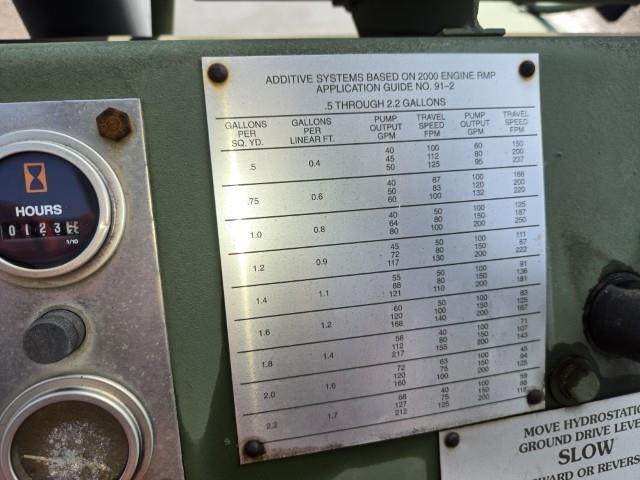 ADDITIVE SYSTEMS BASED ON 2000 ENGINE RMP
APPLICATION GUIDE NO. 91-2
.5 THROUGH 2.2 GALLONS
GALLONS PER SQ. YD. GALLONS PER LINEAR FT. PUMP OUTPUT GPM TRAVEL SPEED FPM PUMP OUTPUT GPM TRAVEL SPEED FPM
40 100 60 150
.5 0.4 45 112 80 200
50 125 95 237
40 67 100 166
.75 0.6 50 83 120 200
60 100 132 220
40 50 100 125
1.0 0.8 64 80 150 187
80 100 200 250
45 50 100 111
1.2 0.9 72 80 150 67
117 130 200 222
55 50 100 91
1.4 1.1 88 80 150 136
121 110 200 181
60 50 100 83
1.6 1.2 120 100 150 125
168 140 200 167
56 40 100 71
1.8 1.4 112 80 150 107
217 155 200 143
72 63 100 45
2.0 1.6 120 75 150 94
160 100 200 125
68 40 100 59
2.2 1.7 127 75 150 88
212 125 200
HOURS
0123
1/10
MOVE HYDROSTATIC
GROUND DRIVE LEVE
SLOW
WARD OR REVERS